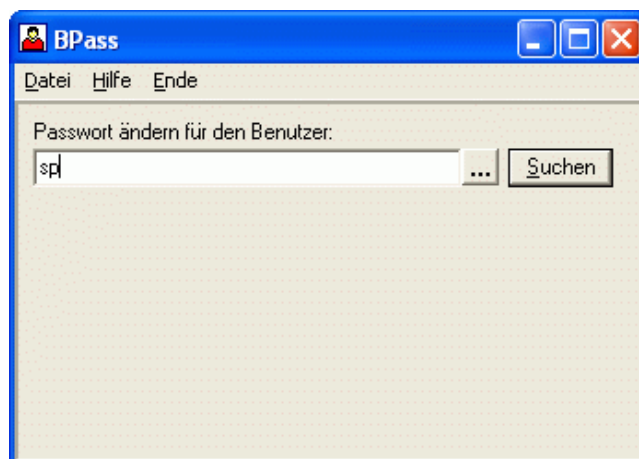 BPass
Datei Hilfe Ende
Passwort ändern für den Benutzer:
sp ... Suchen